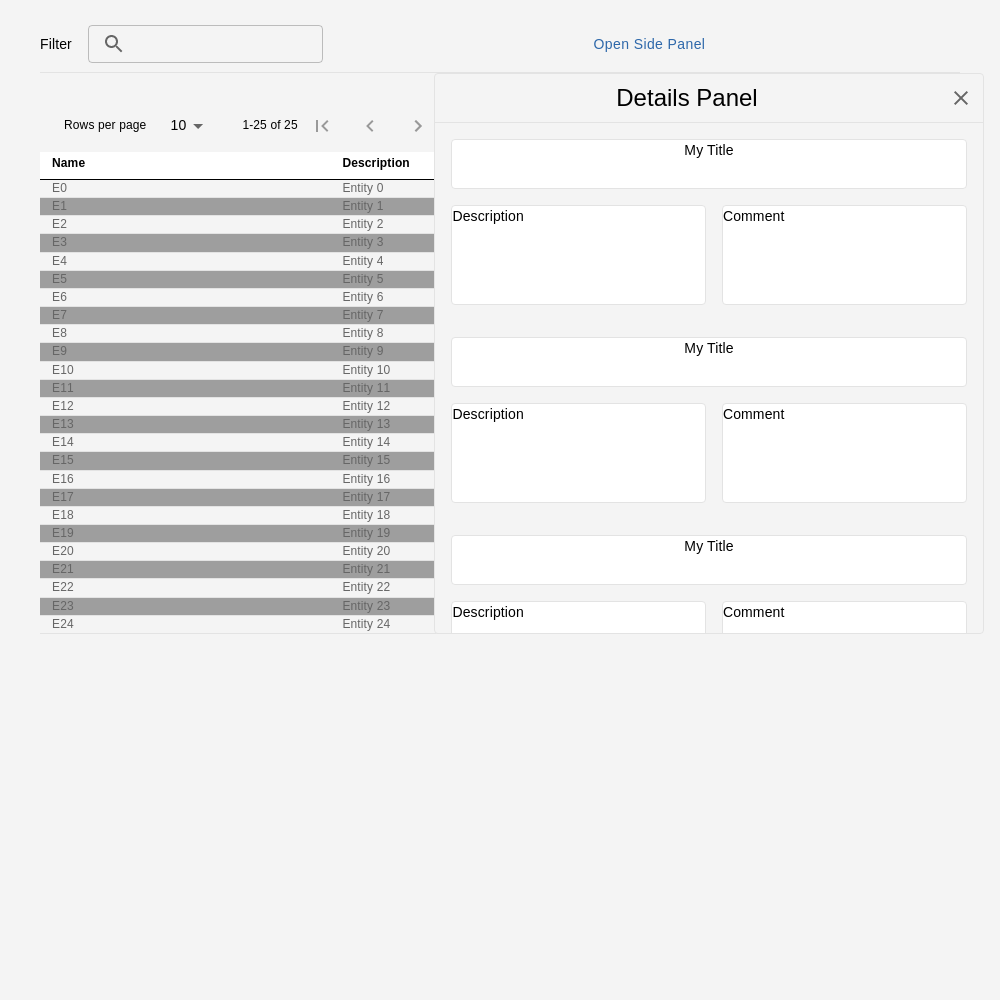 Filter
Open Side Panel
Details Panel
Rows per page 10 1-25 of 25
Name Description
E0 Entity 0
E1 Entity 1
E2 Entity 2
E3 Entity 3
E4 Entity 4
E5 Entity 5
E6 Entity 6
E7 Entity 7
E8 Entity 8
E9 Entity 9
E10 Entity 10
E11 Entity 11
E12 Entity 12
E13 Entity 13
E14 Entity 14
E15 Entity 15
E16 Entity 16
E17 Entity 17
E18 Entity 18
E19 Entity 19
E20 Entity 20
E21 Entity 21
E22 Entity 22
E23 Entity 23
E24 Entity 24
My Title
Description Comment
My Title
Description Comment
My Title
Description Comment